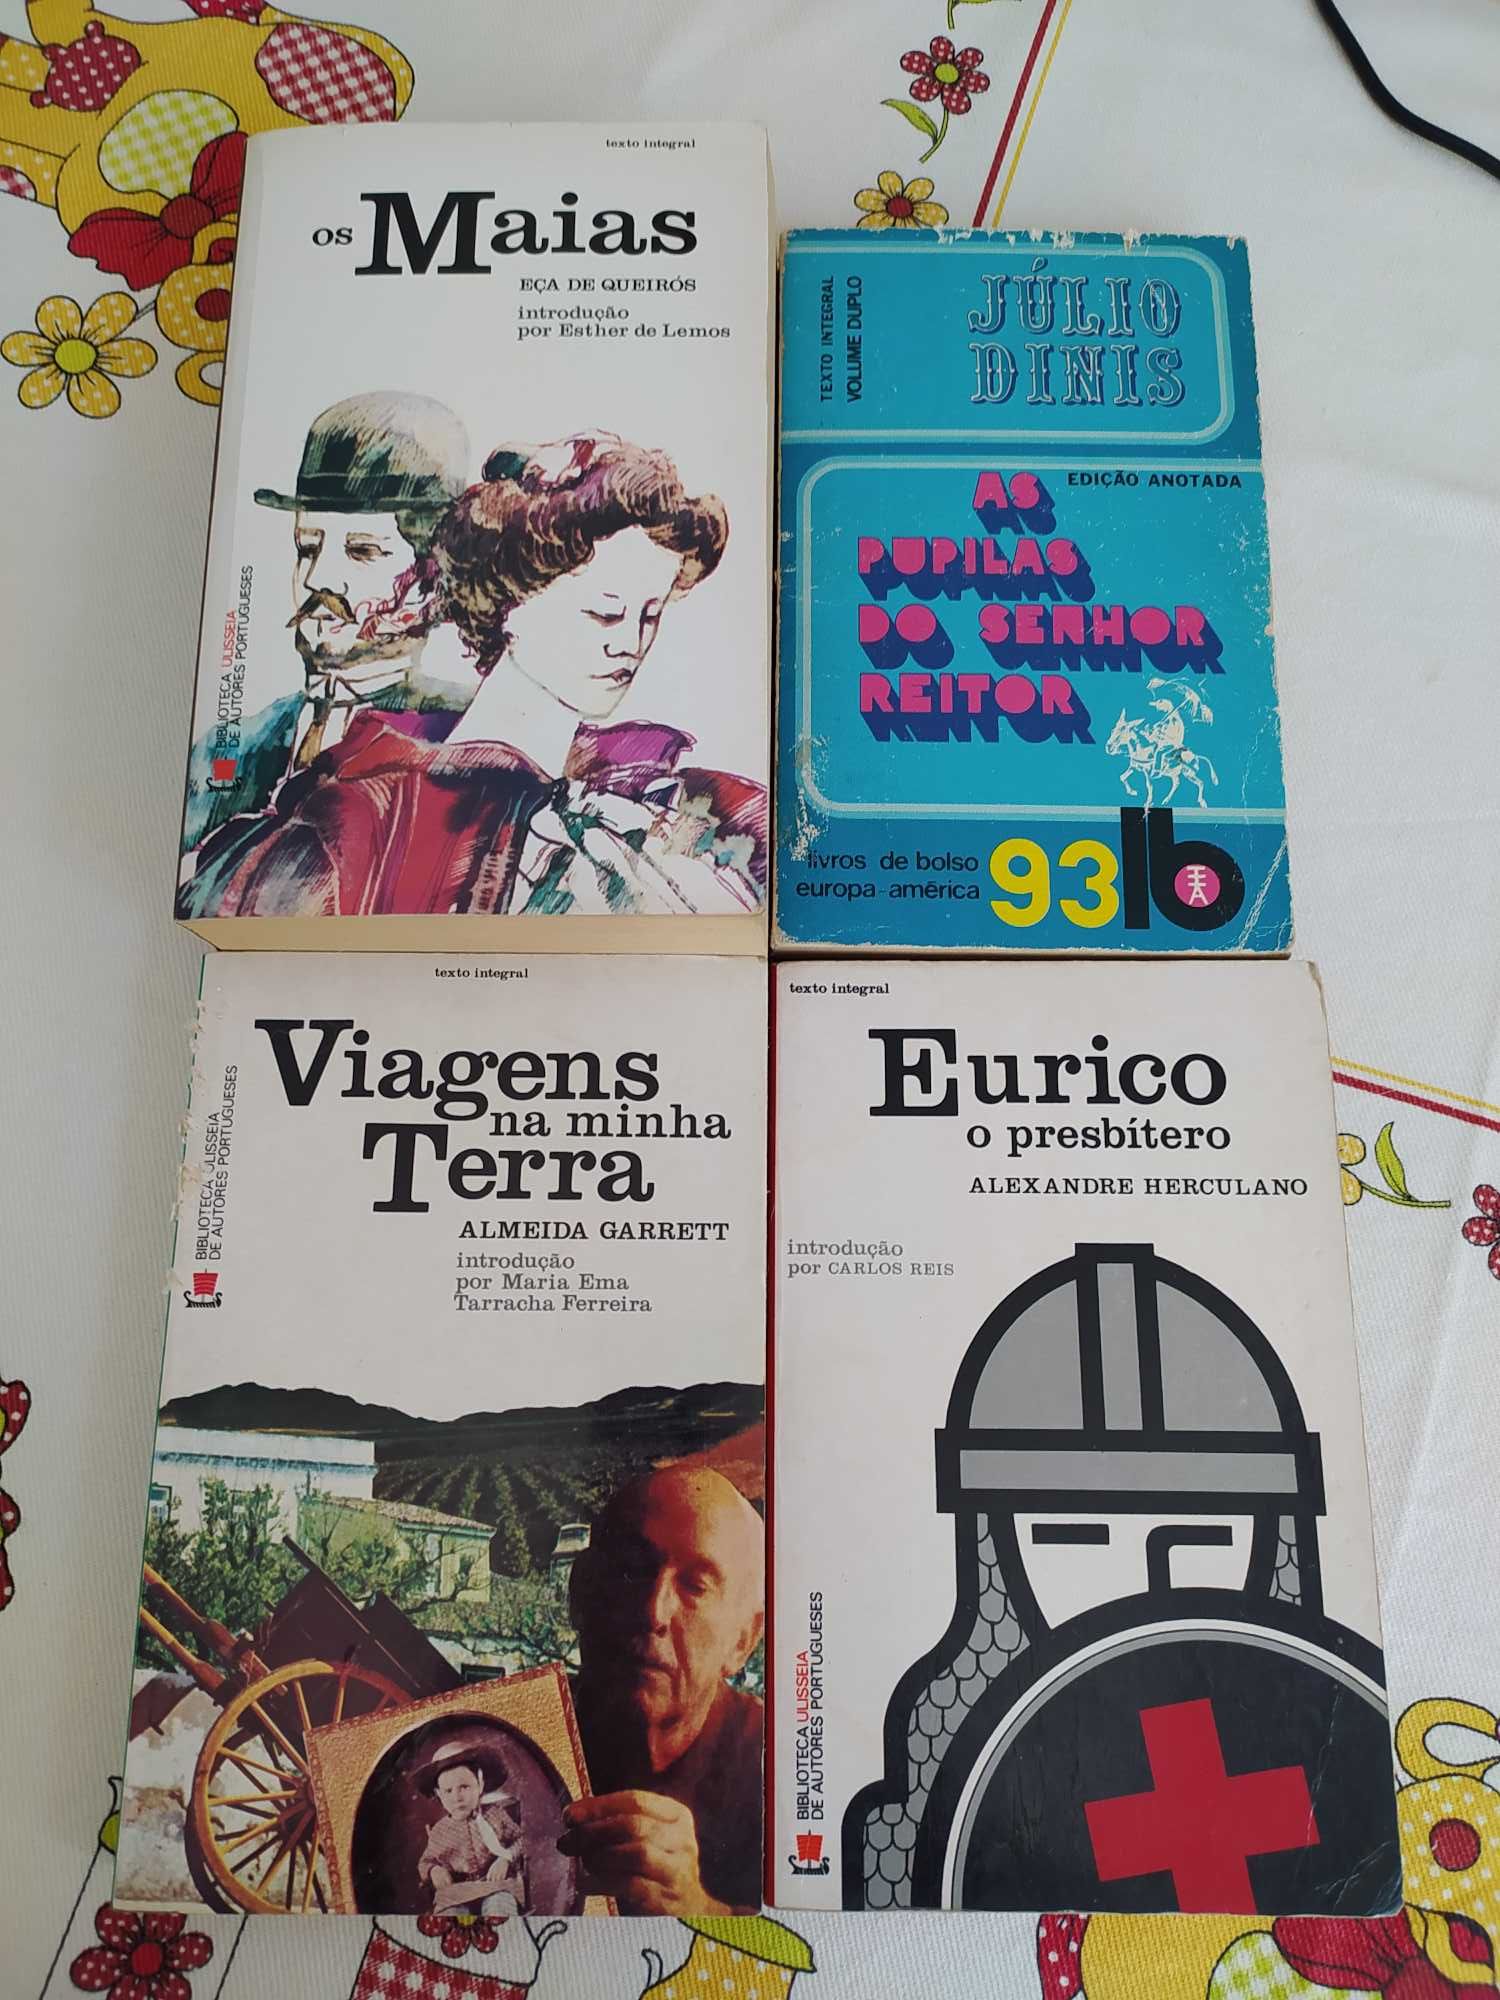 texto integral
os Maias
EÇA DE QUEIRÓS
introdução
por Esther de Lemos
BIBLIOTECA ULISSEIA
DE AUTORES PORTUGUESES
TEXTO INTEGRAL
VOLUME DUPLO
JÚLIO
DINIS
EDIÇÃO ANOTADA
AS
PUPILAS
DO SENHOR
REITOR
livros de bolso
europa-américa
93 lb
EA
texto integral
Viagens
na minha
Terra
ALMEIDA GARRETT
introdução
por Maria Ema
Tarracha Ferreira
BIBLIOTECA ULISSEIA
DE AUTORES PORTUGUESES
texto integral
Eurico
o presbítero
ALEXANDRE HERCULANO
introdução
por CARLOS REIS
BIBLIOTECA ULISSEIA
DE AUTORES PORTUGUESES